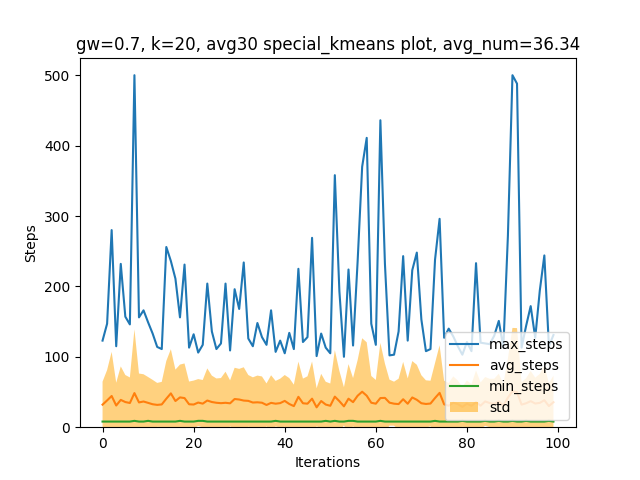 gw=0.7, k=20, avg30 special_kmeans plot, avg_num=36.34
500
400
300
200
100
0
Steps
0
20
40
60
80
100
Iterations
max_steps
avg_steps
min_steps
std